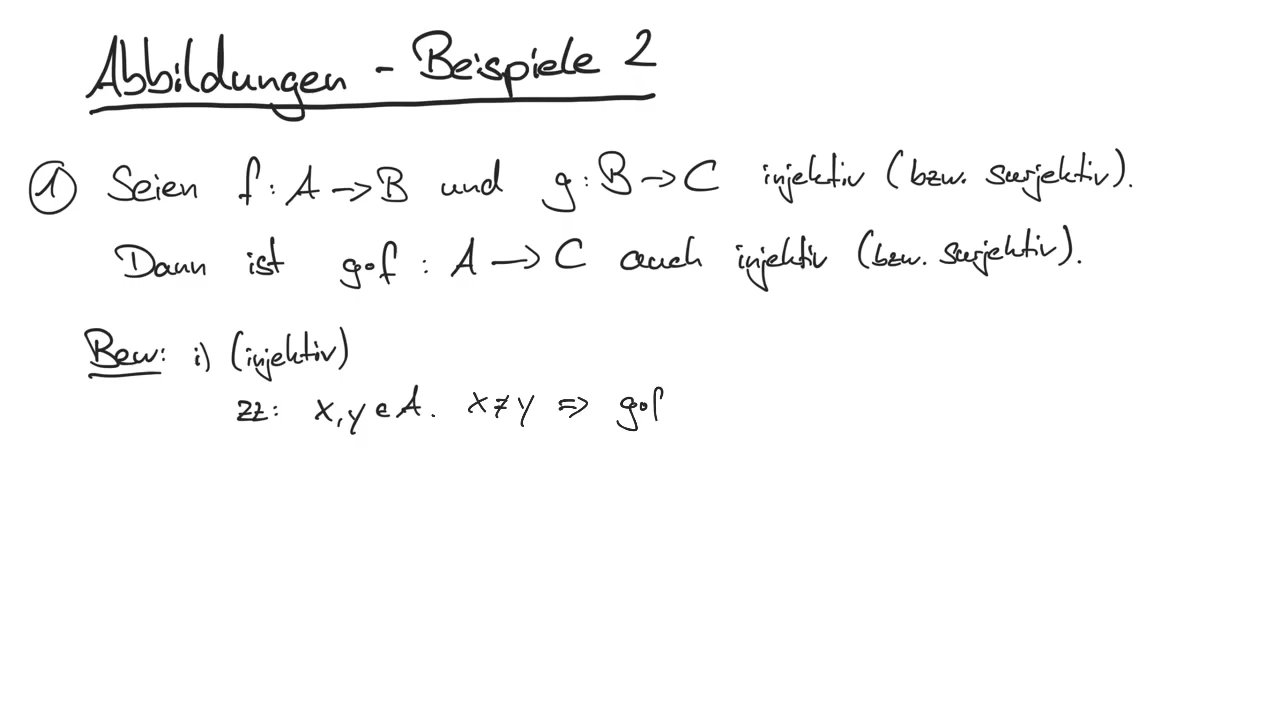 Abbildungen - Beispiele 2
① Seien f: A → B und g: B → C injektiv (bzw. surjektiv).
Dann ist g∘f : A → C auch injektiv (bzw. surjektiv).
Bew: i) (injektiv)
zz: x, y ∈ A. x ≠ y ⇒ g∘f